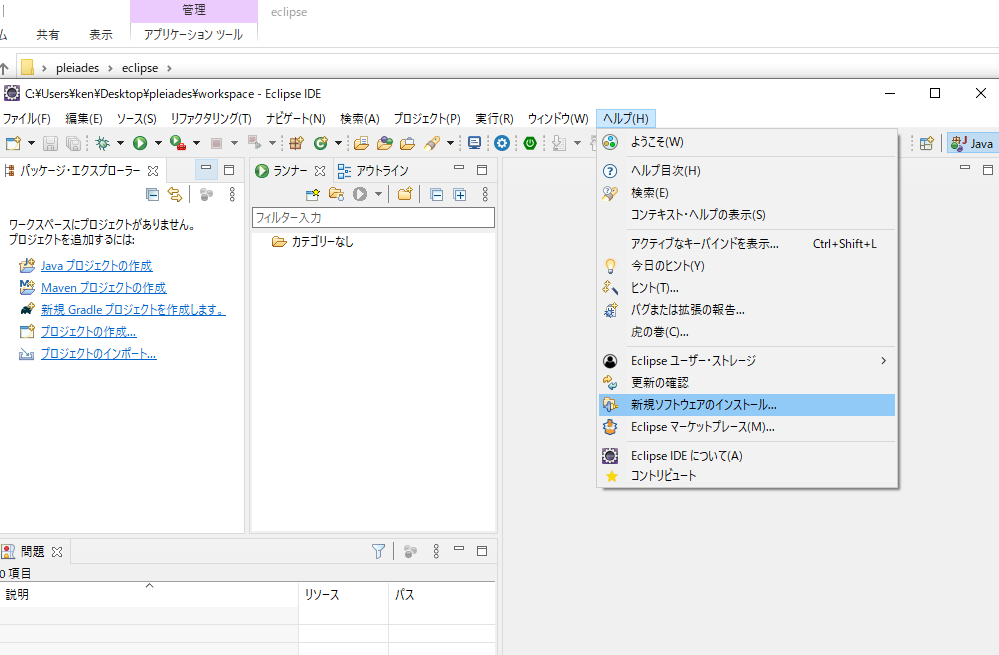 管理
eclipse
ム 共有 表示 アプリケーション ツール
pleiades eclipse
C:¥Users¥ken¥Desktop¥pleiades¥workspace - Eclipse IDE
ファイル(F) 編集(E) ソース(S) リファクタリング(T) ナビゲート(N) 検索(A) プロジェクト(P) 実行(R) ウィンドウ(W) ヘルプ(H)
Java
パッケージ・エクスプローラー
ワークスペースにプロジェクトがありません。
プロジェクトを追加するには:
Java プロジェクトの作成
Maven プロジェクトの作成
新規 Gradle プロジェクトを作成します。
プロジェクトの作成...
プロジェクトのインポート...
ランナー アウトライン
フィルター入力
カテゴリーなし
ようこそ(W)
ヘルプ目次(H)
検索(E)
コンテキスト・ヘルプの表示(S)
アクティブなキーバインドを表示... Ctrl+Shift+L
今日のヒント(Y)
ヒント(T)...
バグまたは拡張の報告...
虎の巻(C)...
Eclipse ユーザー・ストレージ
更新の確認
新規ソフトウェアのインストール...
Eclipse マーケットプレース(M)...
Eclipse IDE について(A)
コントリビュート
問題
0 項目
説明 リソース パス